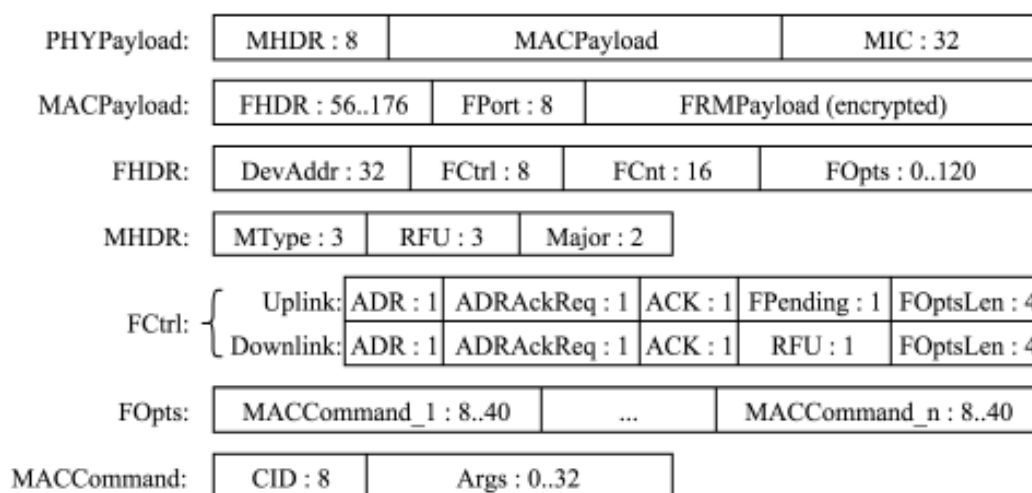 PHYPayload: MHDR : 8 MACPayload MIC : 32
MACPayload: FHDR : 56..176 FPort : 8 FRMPayload (encrypted)
FHDR: DevAddr : 32 FCtrl : 8 FCnt : 16 FOpts : 0..120
MHDR: MType : 3 RFU : 3 Major : 2
FCtrl:
Uplink: ADR : 1 ADRAckReq : 1 ACK : 1 FPending : 1 FOptsLen : 4
Downlink: ADR : 1 ADRAckReq : 1 ACK : 1 RFU : 1 FOptsLen : 4
FOpts: MACCommand_1 : 8..40 ... MACCommand_n : 8..40
MACCommand: CID : 8 Args : 0..32